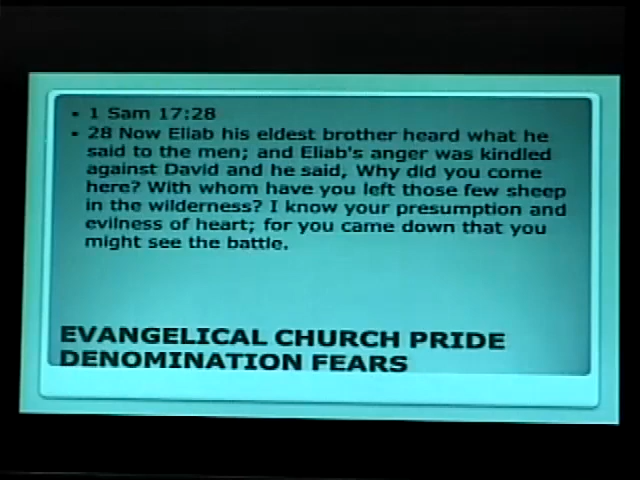 • 1 Sam 17:28
• 28 Now Eliab his eldest brother heard what he
said to the men; and Eliab's anger was kindled
against David and he said, Why did you come
here? With whom have you left those few sheep
in the wilderness? I know your presumption and
evilness of heart; for you came down that you
might see the battle.
EVANGELICAL CHURCH PRIDE
DENOMINATION FEARS